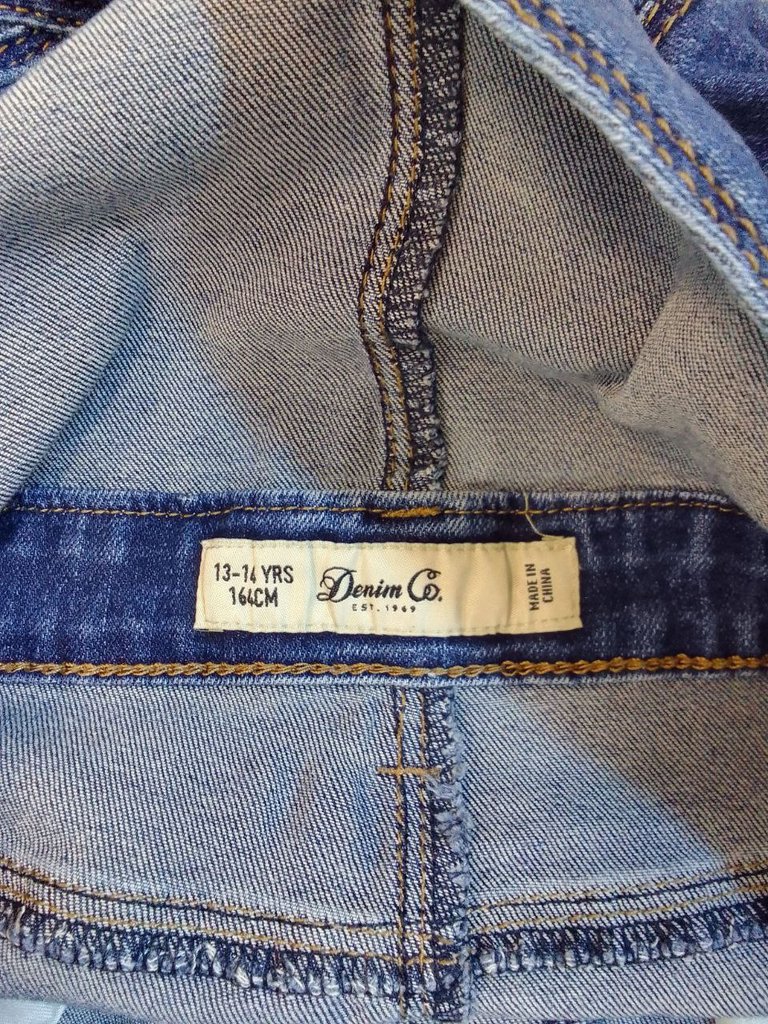 13-14 YRS
164CM
Denim Co.
EST. 1969
MADE IN
CHINA